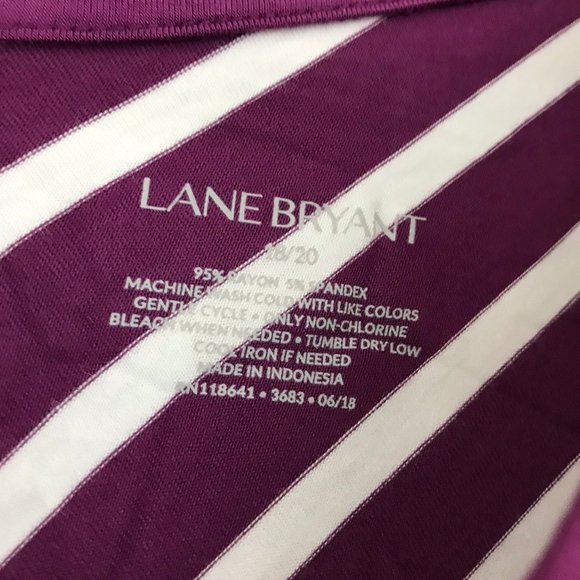 LANE BRYANT
18/20
95% RAYON 5% SPANDEX
MACHINE WASH COLD WITH LIKE COLORS
GENTLE CYCLE • ONLY NON-CHLORINE
BLEACH WHEN NEEDED • TUMBLE DRY LOW
COOL IRON IF NEEDED
MADE IN INDONESIA
RN118641 • 3683 • 06/18